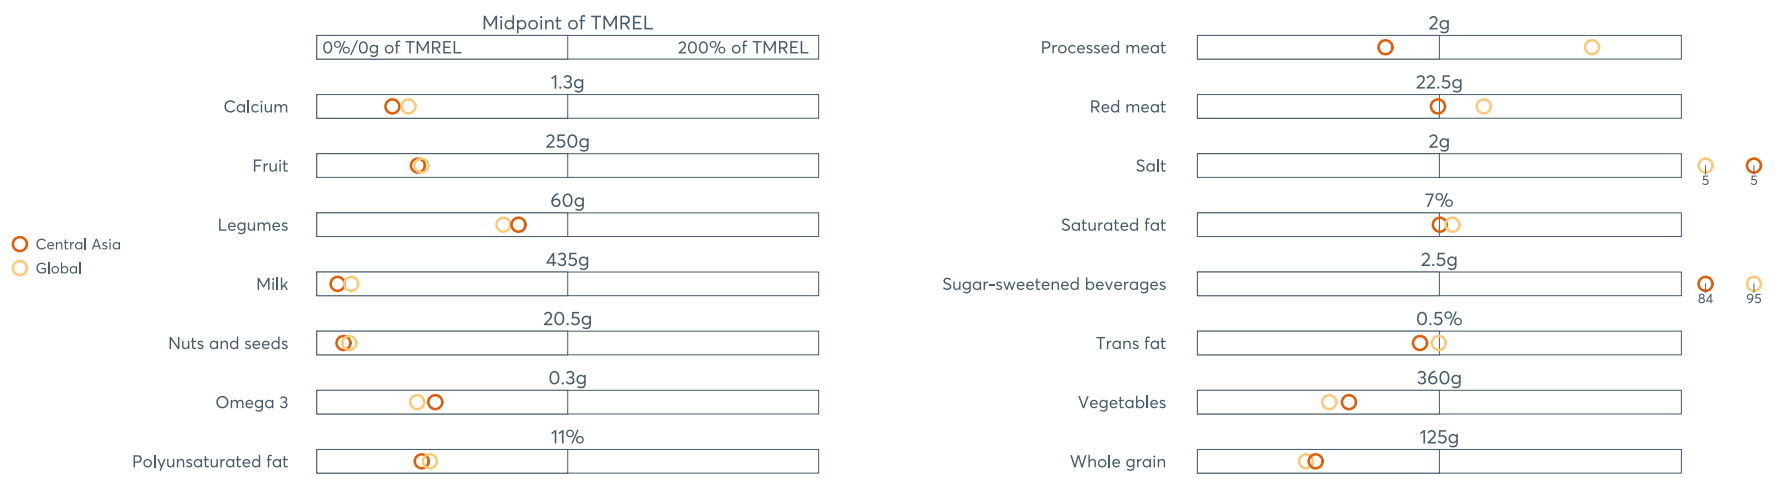 Midpoint of TMREL
0%/0g of TMREL
200% of TMREL
1.3g
Calcium
250g
Fruit
60g
Legumes
Central Asia
Global
435g
Milk
20.5g
Nuts and seeds
0.3g
Omega 3
11%
Polyunsaturated fat
2g
Processed meat
22.5g
Red meat
2g
Salt
5
5
7%
Saturated fat
2.5g
Sugar-sweetened beverages
84
95
0.5%
Trans fat
360g
Vegetables
125g
Whole grain